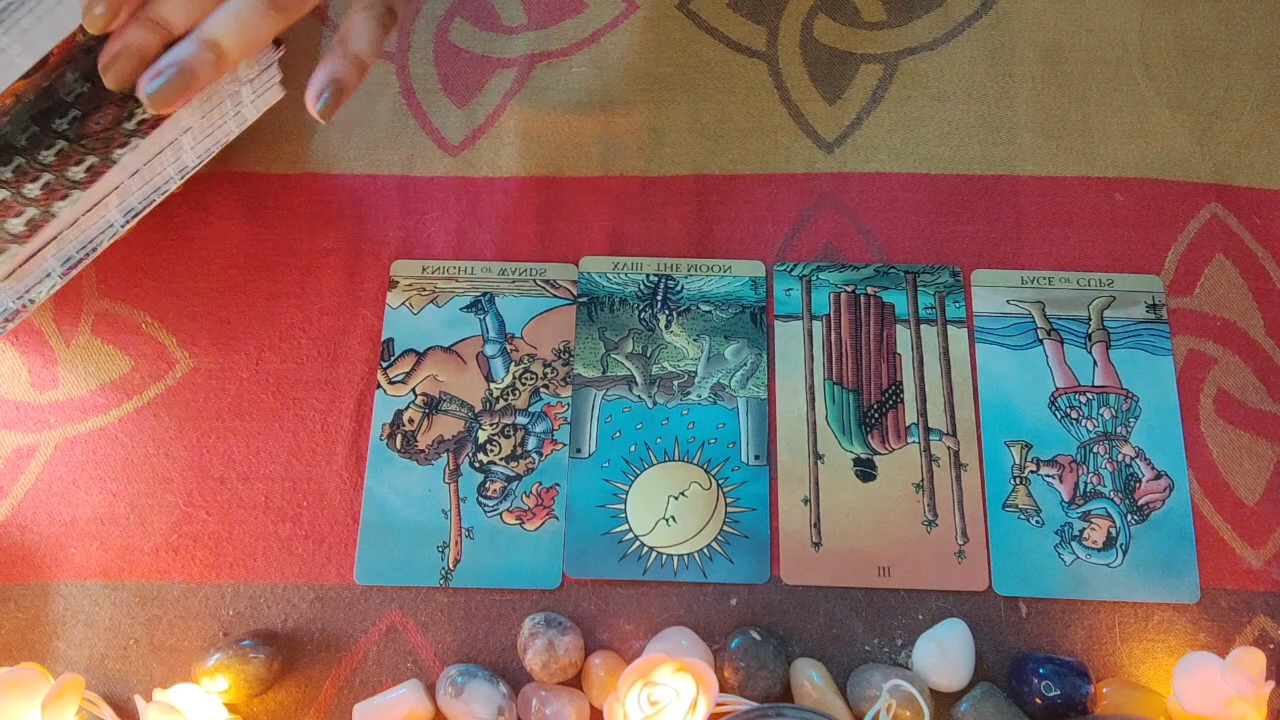 KNIGHT OF WANDS
XVIII - THE MOON
III
PAGE OF CUPS